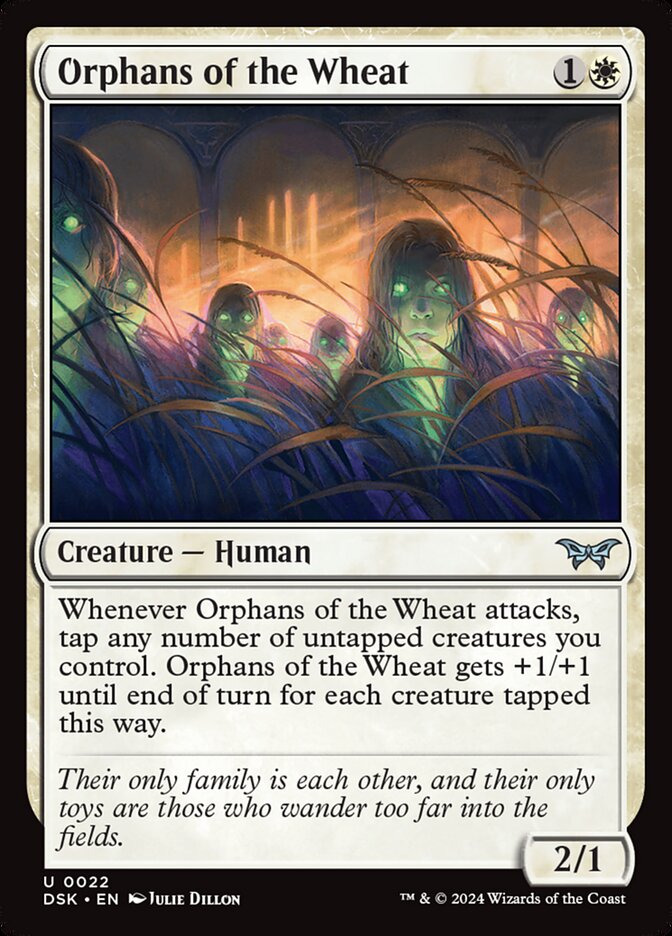 Orphans of the Wheat 1
Creature — Human
Whenever Orphans of the Wheat attacks,
tap any number of untapped creatures you
control. Orphans of the Wheat gets +1/+1
until end of turn for each creature tapped
this way.
Their only family is each other, and their only
toys are those who wander too far into the
fields.
2/1
U 0022
DSK • EN Julie Dillon
™ & © 2024 Wizards of the Coast